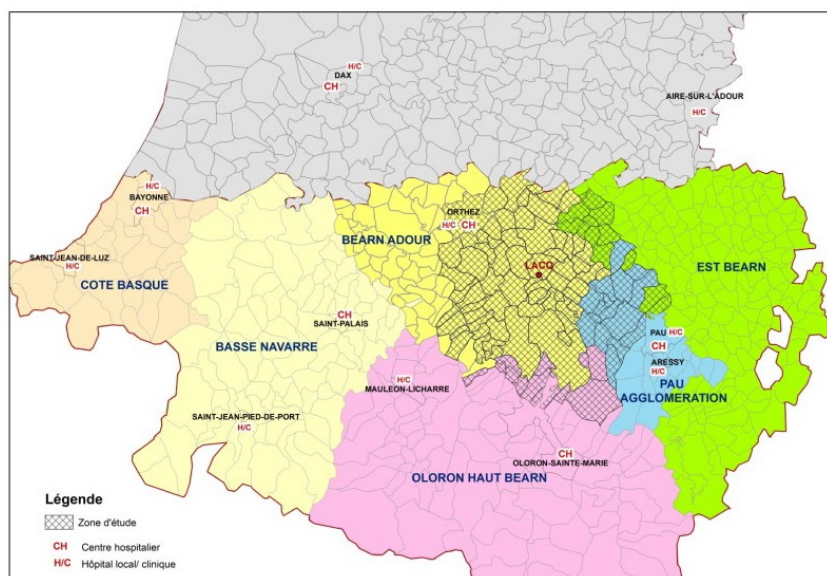 H/C
DAX
CH
AIRE-SUR-L'ADOUR
H/C
H/C
BAYONNE
CH
ORTHEZ
H/C CH
BEARN ADOUR
SAINT-JEAN-DE-LUZ
H/C
COTE BASQUE
LACQ
EST BEARN
CH
SAINT-PALAIS
BASSE NAVARRE
PAU H/C
CH
ARESSY
H/C
PAU
AGGLOMERATION
H/C
MAULEON-LICHARRE
SAINT-JEAN-PIED-DE-PORT
H/C
CH
OLORON-SAINTE-MARIE
OLORON HAUT BEARN
Légende
Zone d'étude
CH Centre hospitalier
H/C Hôpital local/ clinique